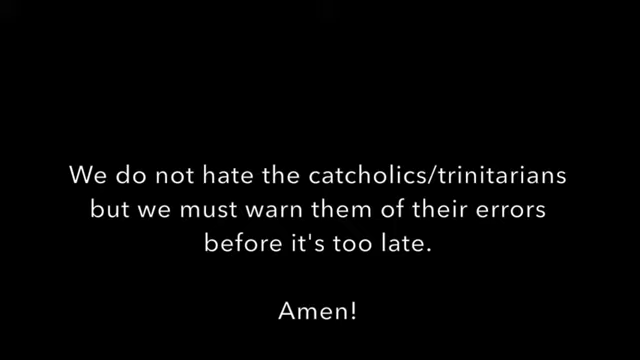 We do not hate the catcholics/trinitarians
but we must warn them of their errors
before it's too late.
Amen!